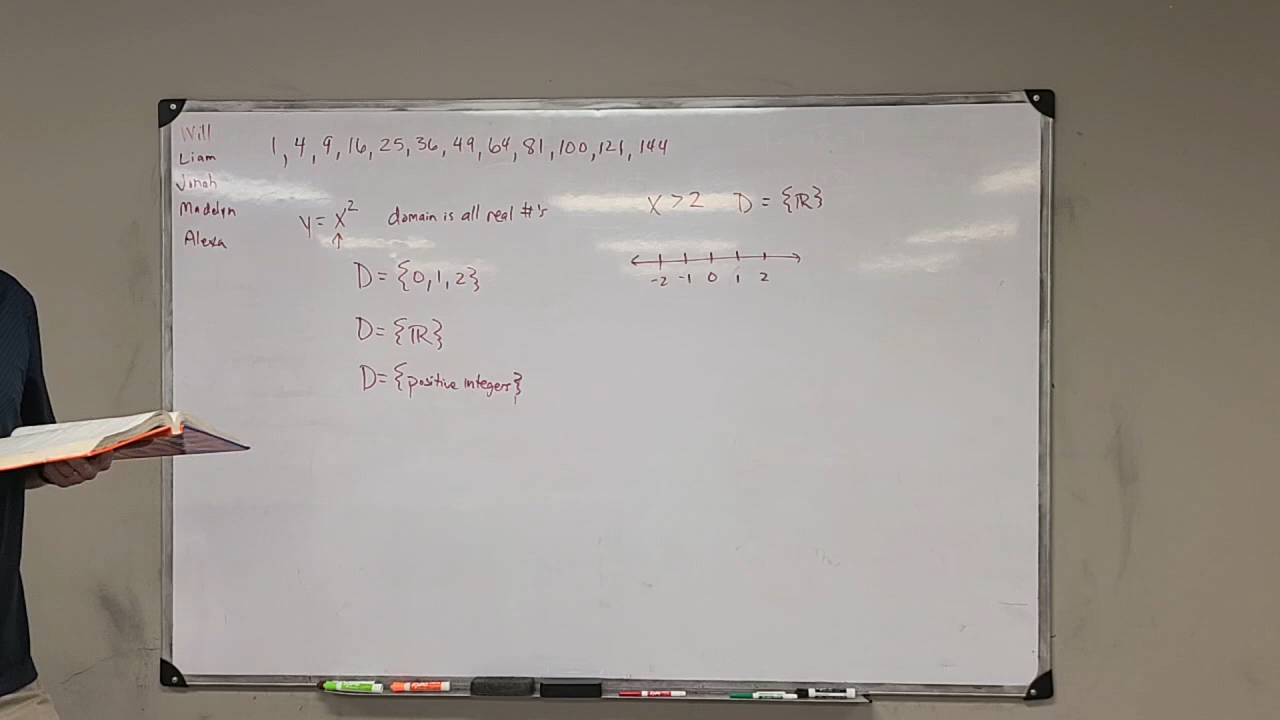 Will
Liam
Jonah
Madelyn
Alexa
1, 4, 9, 16, 25, 36, 49, 64, 81, 100, 121, 144
y = x² domain is all real #'s
D = {0, 1, 2}
D = {ℝ}
D = {positive integers}
x > 2 D = {ℝ}
-2 -1 0 1 2